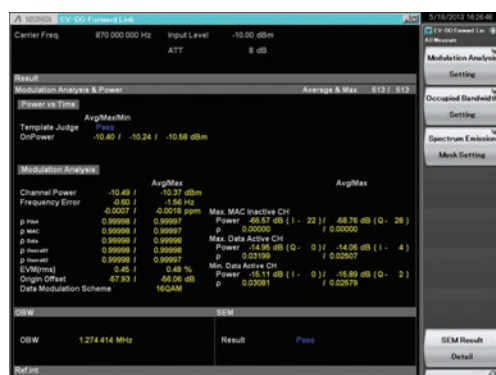 MS2692A EV-DO Forward Link 5/18/2013 16:26:46
Carrier Freq. 870 000 000 Hz Input Level -10.00 dBm
ATT 8 dB
EV-DO Forward Lin
All Measure
Modulation Analysis
Setting
Occupied Bandwidth
Setting
Spectrum Emission
Mask Setting
Result
Modulation Analysis & Power Average & Max 513 / 513
Power vs Time
Avg/Max/Min
Template Judge Pass
OnPower -10.40 / -10.24 / -10.58 dBm
Modulation Analysis
Avg/Max Avg/Max
Channel Power -10.49 / -10.37 dBm
Frequency Error -0.60 / -1.56 Hz
-0.0007 / -0.0018 ppm
ρ Pilot 0.99998 / 0.99997
ρ MAC 0.99998 / 0.99997
ρ Data 0.99998 / 0.99998
ρ Overall1 0.99998 / 0.99998
ρ Overall2 0.99998 / 0.99997
EVM(rms) 0.45 / 0.48 %
Origin Offset -67.93 / -56.06 dB
Data Modulation Scheme 16QAM
Max. MAC Inactive CH
Power -66.57 dB ( I - 22 )/ -58.76 dB ( Q - 28 )
ρ 0.00000 / 0.00000
Max. Data Active CH
Power -14.95 dB ( Q - 0 )/ -14.06 dB ( I - 4 )
ρ 0.03199 / 0.02507
Min. Data Active CH
Power -15.11 dB ( I - 0 )/ -15.89 dB ( Q - 2 )
ρ 0.03081 / 0.02579
OBW SEM
OBW 1.274 414 MHz Result Pass
SEM Result
Detail
Ref.Int